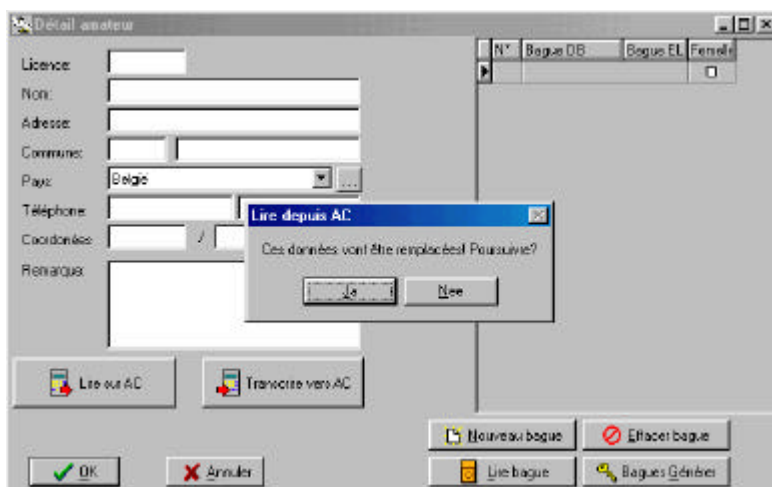 Détail amateur
Licence:
Nom:
Adresse:
Commune:
Pays: België ...
Téléphone:
Coordonées: /
Remarque:
N° Bague DB Bague EL Femelle
Lire depuis AC
Ces données vont être remplacées! Poursuivre?
Ja Nee
Lire out AC Transcrire vers AC
Nouveau bague Effacer bague
OK Annuler Lire bague Bagues Générer